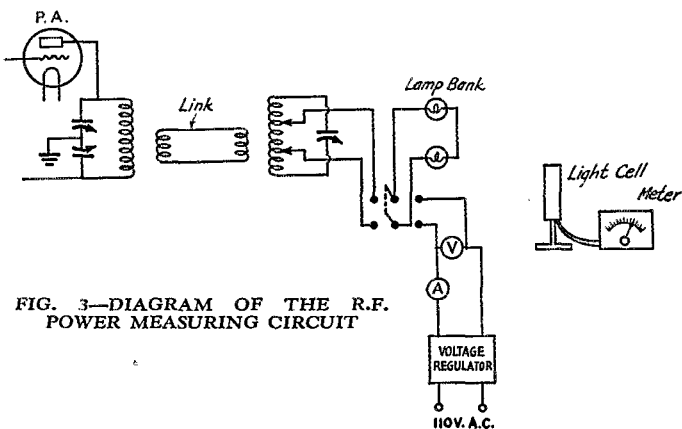 P.A.
Link
Lamp Bank
Light Cell
Meter
V
A
FIG. 3—DIAGRAM OF THE R.F.
POWER MEASURING CIRCUIT
VOLTAGE
REGULATOR
110V. A.C.